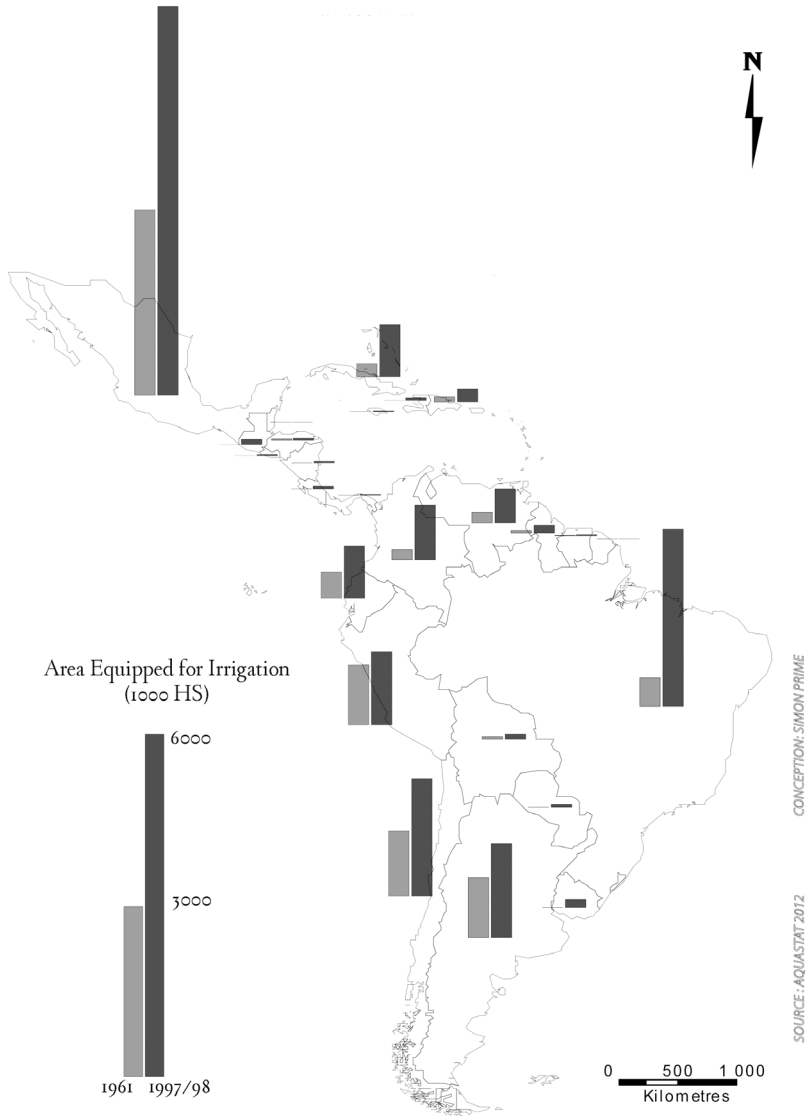 N
Area Equipped for Irrigation
(1000 HS)
6000
3000
1961 1997/98
CONCEPTION: SIMON PRIME
SOURCE : AQUASTAT 2012
0 500 1 000
Kilometres